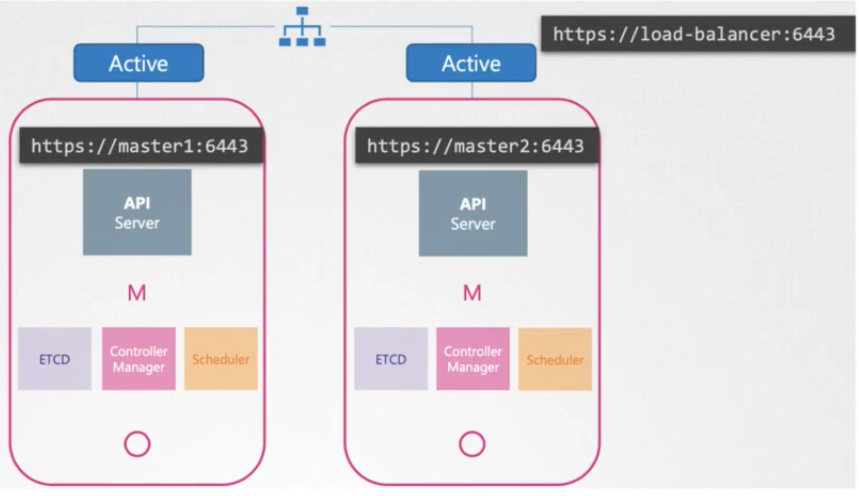 https://load-balancer:6443
Active
Active
https://master1:6443
https://master2:6443
API
Server
API
Server
M
M
ETCD
Controller
Manager
Scheduler
ETCD
Controller
Manager
Scheduler